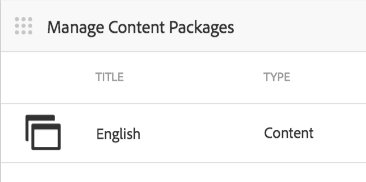 Manage Content Packages
TITLE TYPE
English Content